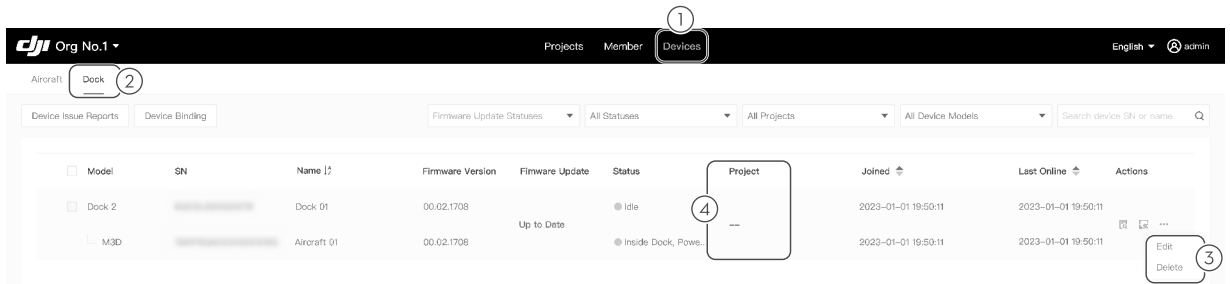 1
dji Org No.1 Projects Member Devices English admin
Aircraft Dock 2
Device Issue Reports Device Binding Firmware Update Statuses All Statuses All Projects All Device Models Search device SN or name
Model SN Name Firmware Version Firmware Update Status Project Joined Last Online Actions
Dock 2 Dock 01 00.02.1708 Idle 4 2023-01-01 19:50:11 2023-01-01 19:50:11
Up to Date --- ...
M3D Aircraft 01 00.02.1708 Inside Dock, Powe... 2023-01-01 19:50:11 2023-01-01 19:50:11
Edit
3
Delete